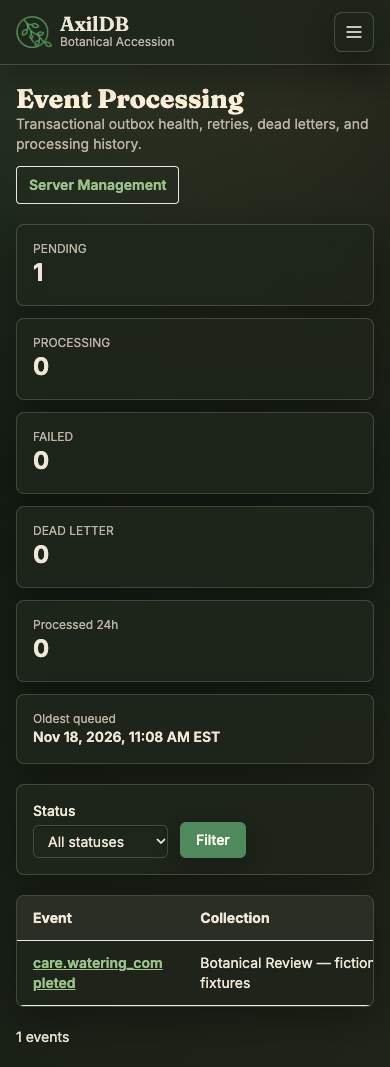 AxilDB
Botanical Accession
Event Processing
Transactional outbox health, retries, dead letters, and
processing history.
Server Management
PENDING
1
PROCESSING
0
FAILED
0
DEAD LETTER
0
Processed 24h
0
Oldest queued
Nov 18, 2026, 11:08 AM EST
Status
All statuses
Filter
Event Collection
care.watering_com Botanical Review — fiction
pleted fixtures
1 events